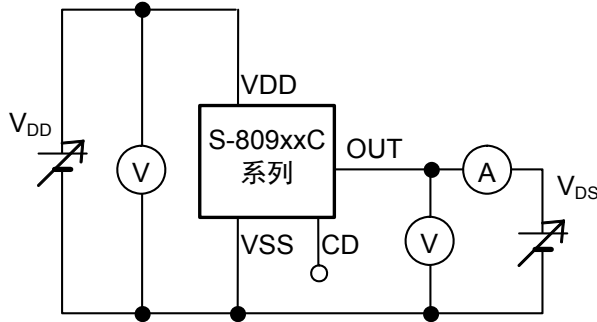 VDD
VDD
V
S-809xxC
系列
OUT
A
VDS
V
VSS
CD